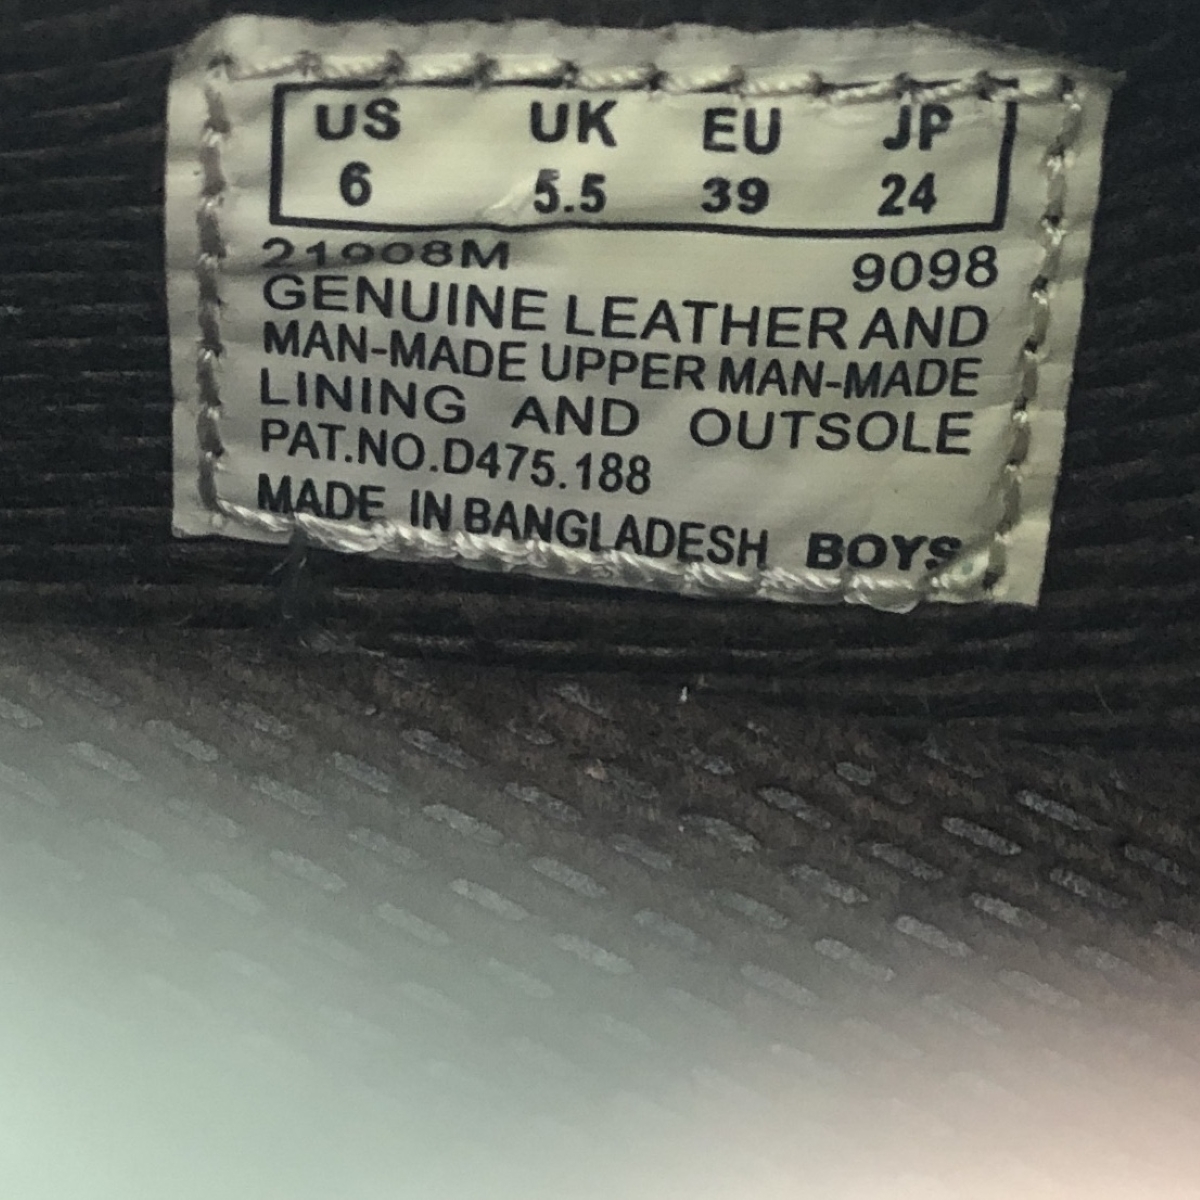 US UK EU JP
6 5.5 39 24
21008M 9098
GENUINE LEATHER AND
MAN-MADE UPPER MAN-MADE
LINING AND OUTSOLE
PAT.NO.D475.188
MADE IN BANGLADESH BOYS